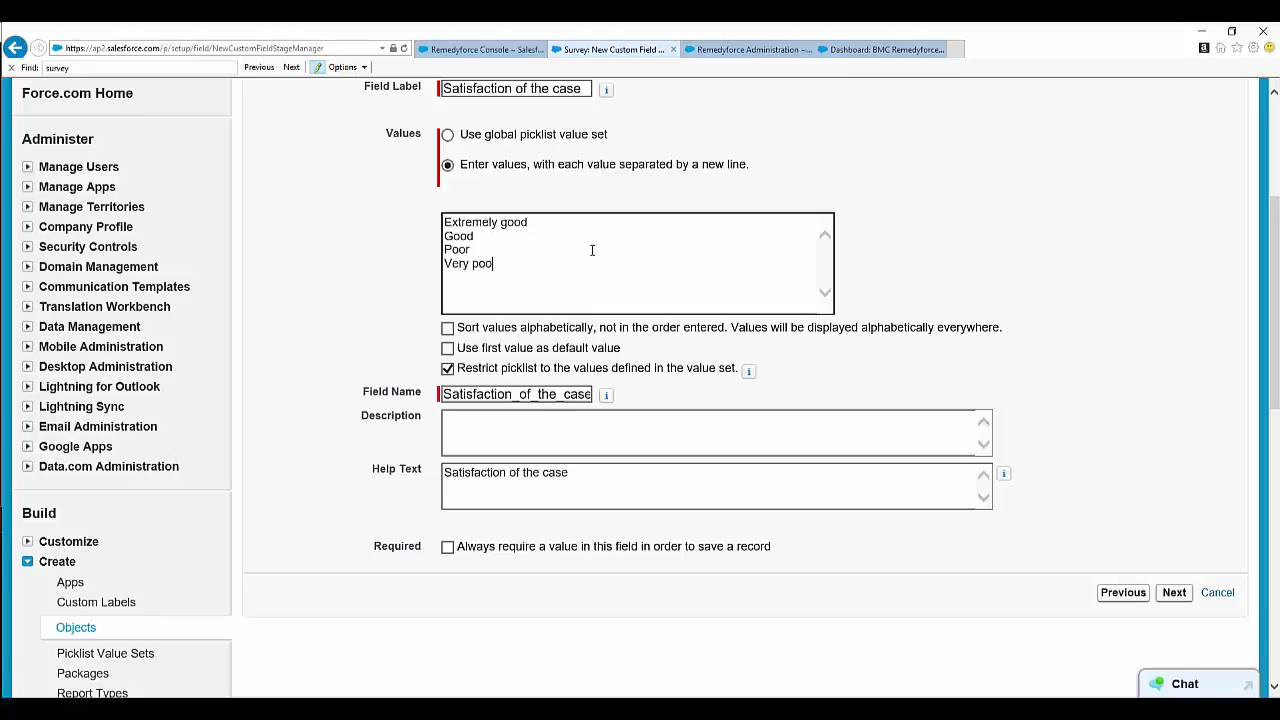 https://ap2.salesforce.com/p/setup/field/NewCustomFieldStageManager
Remedyforce Console ~ Salesf...
Survey: New Custom Field ...
Remedyforce Administration ~...
Dashboard: BMC Remedyforce...
Find: survey
Previous Next Options
Force.com Home
Administer
Manage Users
Manage Apps
Manage Territories
Company Profile
Security Controls
Domain Management
Communication Templates
Translation Workbench
Data Management
Mobile Administration
Desktop Administration
Lightning for Outlook
Lightning Sync
Email Administration
Google Apps
Data.com Administration
Build
Customize
Create
Apps
Custom Labels
Objects
Picklist Value Sets
Packages
Report Types
Field Label Satisfaction of the case
Values Use global picklist value set
Enter values, with each value separated by a new line.
Extremely good
Good
Poor
Very poo
Sort values alphabetically, not in the order entered. Values will be displayed alphabetically everywhere.
Use first value as default value
Restrict picklist to the values defined in the value set.
Field Name Satisfaction_of_the_case
Description
Help Text Satisfaction of the case
Required Always require a value in this field in order to save a record
Previous Next Cancel
Chat